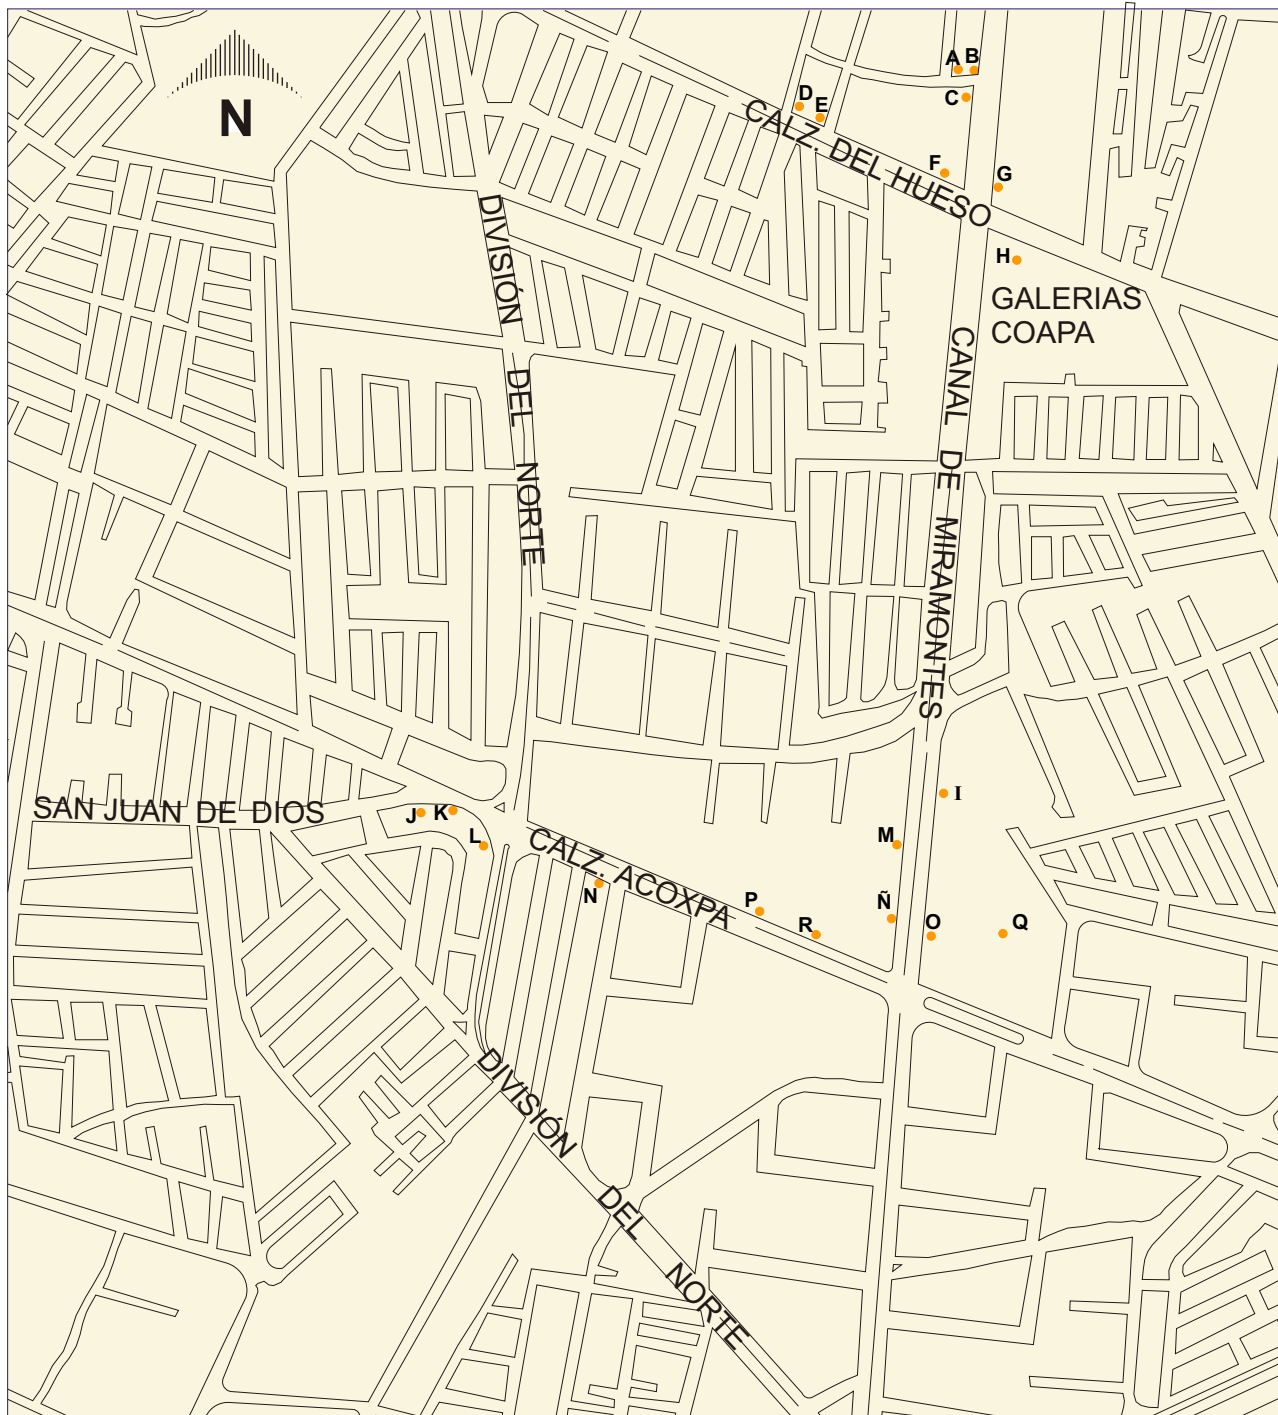 A B
D
E
C
N
CALZ. DEL HUESO
F
G
DIVISIÓN DEL NORTE
H
GALERIAS
COAPA
CANAL DE MIRAMONTES
I
SAN JUAN DE DIOS
J
K
L
M
CALZ. ACOXPA
N
P
R
Ñ
O
Q
DIVISIÓN DEL NORTE